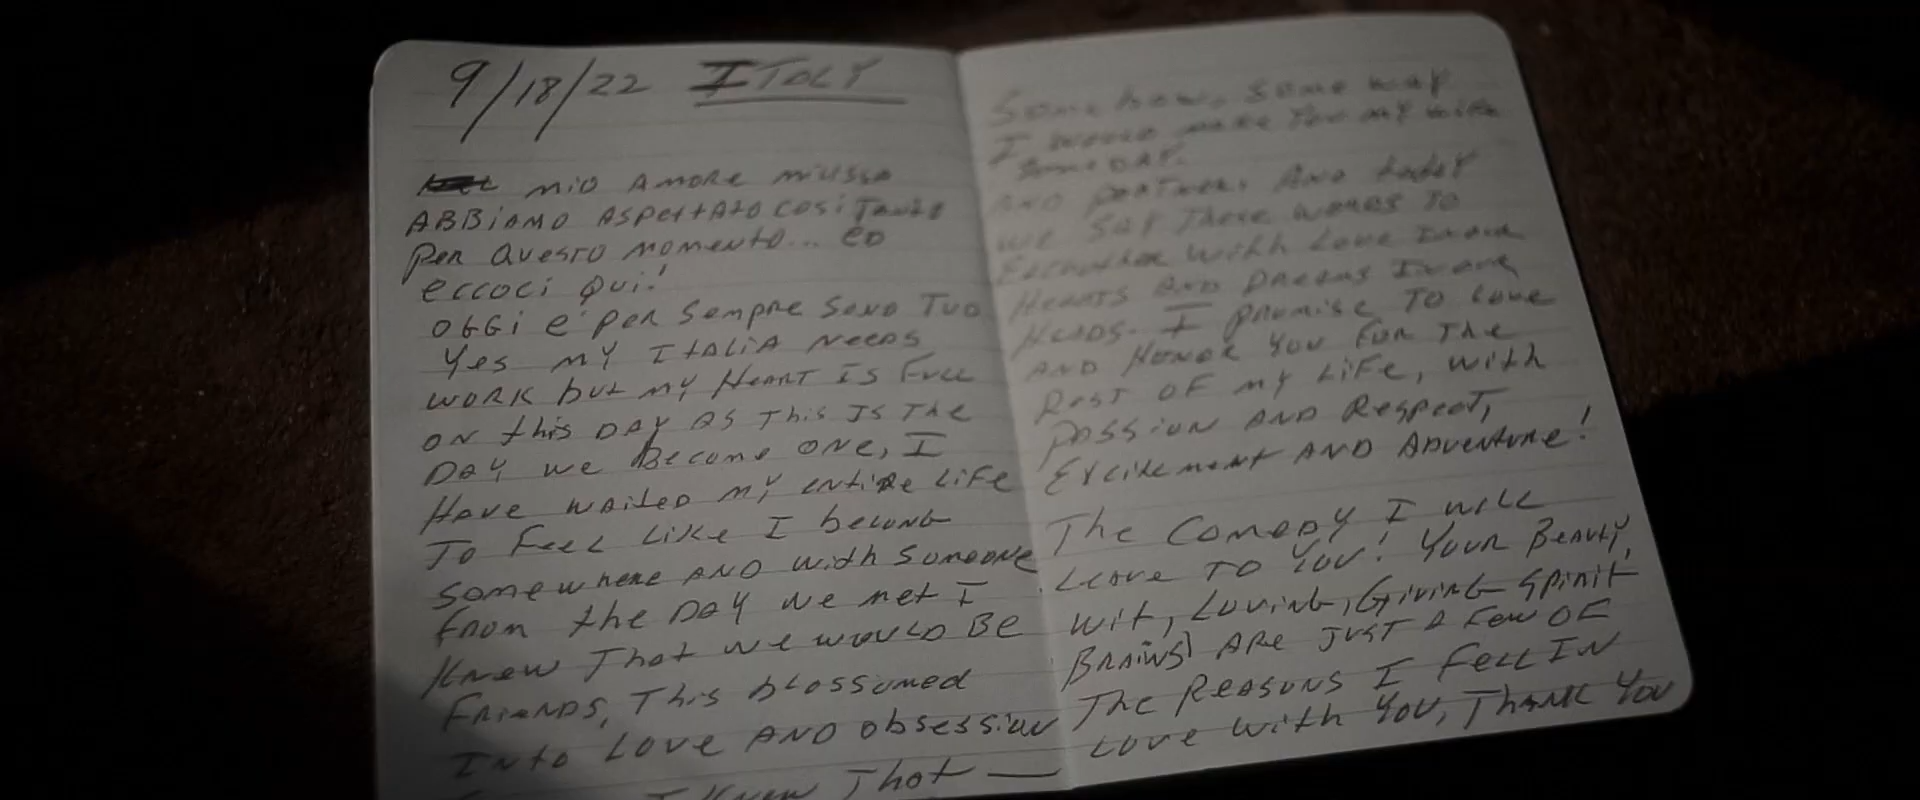 9/18/22 ITALY
mio AMORE melissa
ABBiAMO ASPettATO cosi Tanto
Per Questo momento... ED
eccoci qui!
OGGi e' per sempre sono Tuo
Yes my ItaliA Needs
work but my HeArt is Full
on this DAY as This Is The
DAY we Become one, I
Have waited my entire Life
To Feel Like I belong
somewhere AND with someone
From the DAY we met I
Knew That we would Be
Friends, This blossomed
Into Love AND obsession
I Knew That —
Somehow, some way
I would make You my wife
someday.
AND partner. And today
we say These words to
Eachother with Love In our
Hearts AND Dreams In our
Heads. I promise To Love
AND Honor You For The
Rest of my Life, with
passion AND Respect,
Excitement AND Adventure!
The Comedy I will
Leave To You! Your Beauty,
wit, Loving, Giving Spirit
BRAins) ARe Just a Few of
The Reasons I Fell IN
Love with You, Thank You